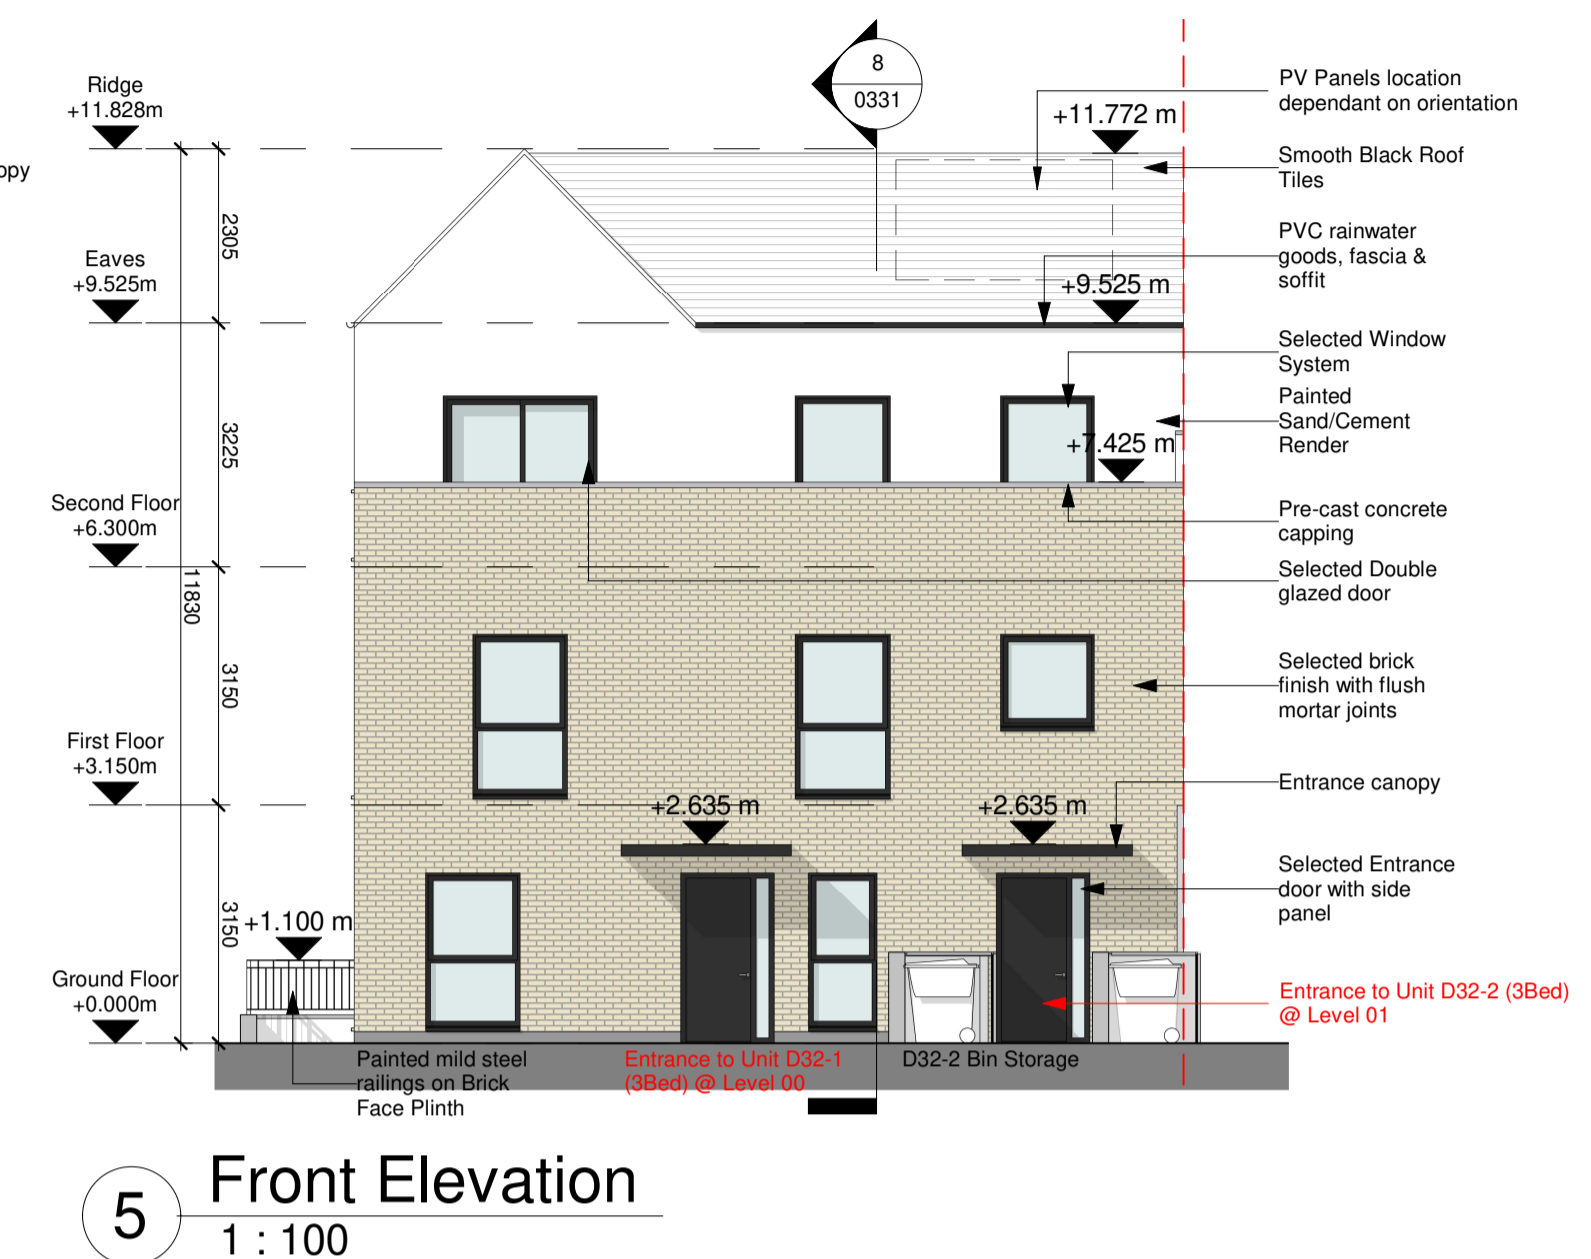 8
0331
Ridge
+11.828m
opy
Eaves
+9.525m
Second Floor
+6.300m
First Floor
+3.150m
Ground Floor
+0.000m
2305
3225
11830
3150
3150
+11.772 m
+9.525 m
+7.425 m
+2.635 m
+2.635 m
+1.100 m
PV Panels location
dependant on orientation
Smooth Black Roof
Tiles
PVC rainwater
goods, fascia &
soffit
Selected Window
System
Painted
Sand/Cement
Render
Pre-cast concrete
capping
Selected Double
glazed door
Selected brick
finish with flush
mortar joints
Entrance canopy
Selected Entrance
door with side
panel
Entrance to Unit D32-2 (3Bed)
@ Level 01
Painted mild steel
railings on Brick
Face Plinth
Entrance to Unit D32-1
(3Bed) @ Level 00
D32-2 Bin Storage
5
Front Elevation
1 : 100